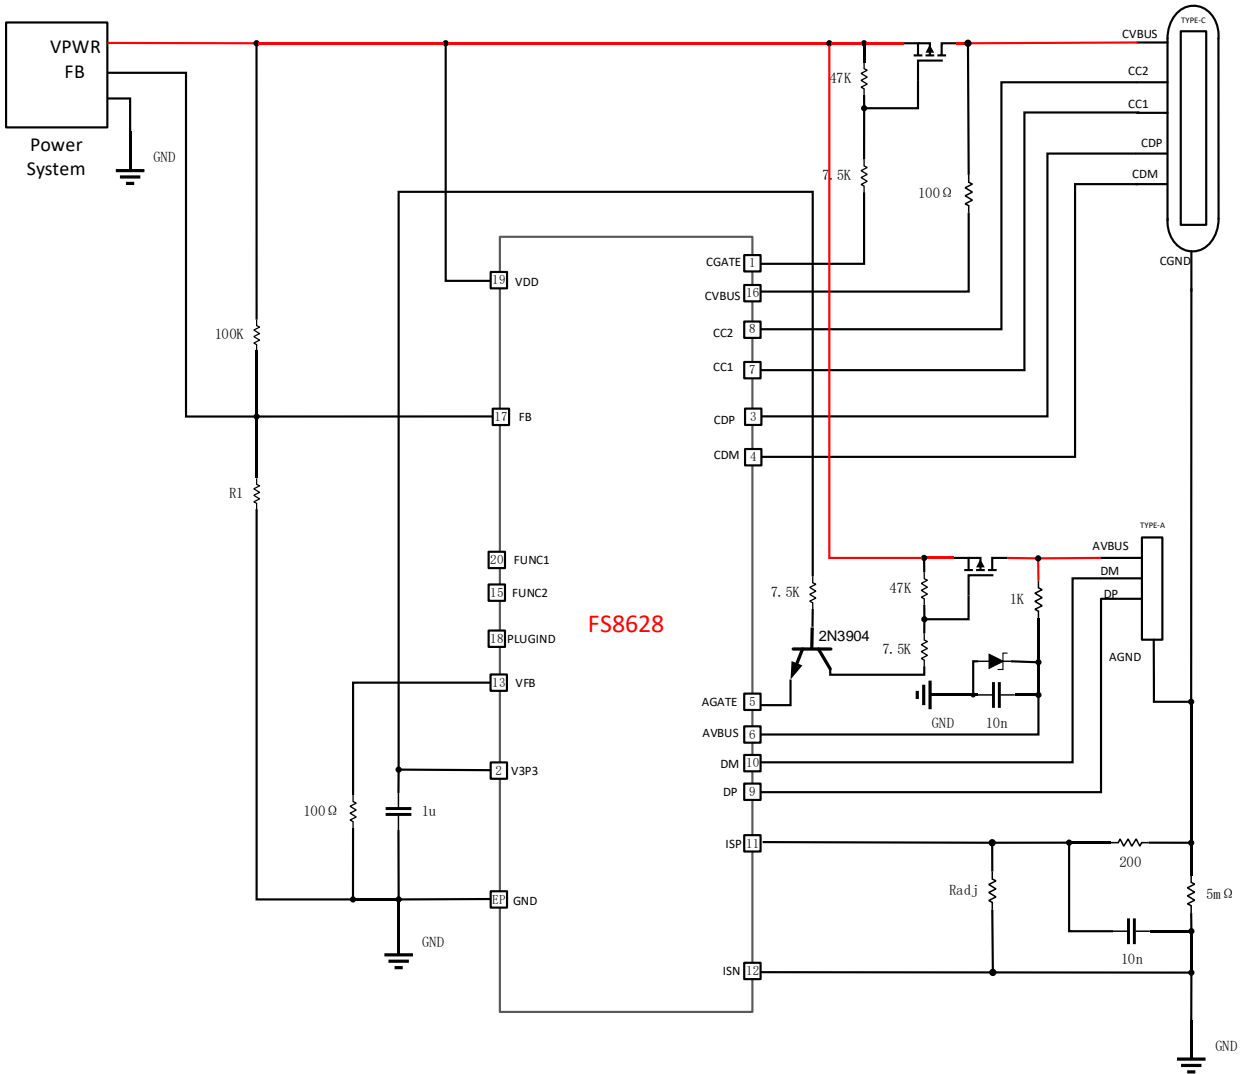 TYPE-C
CVBUS
VPWR
FB
CC2
47K
CC1
Power
System
GND
CDP
7.5K
CDM
100Ω
CGND
CGATE
1
19
VDD
CVBUS
16
CC2
8
100K
CC1
7
17
FB
CDP
3
CDM
4
R1
TYPE-A
AVBUS
20
FUNC1
DM
15
FUNC2
7.5K
47K
1K
DP
FS8628
18
PLUGIND
2N3904
7.5K
AGND
13
VFB
AGATE
5
GND
10n
AVBUS
6
2
V3P3
DM
10
DP
9
100Ω
1u
ISP
11
200
Radj
5mΩ
EP
GND
GND
10n
ISN
12
GND